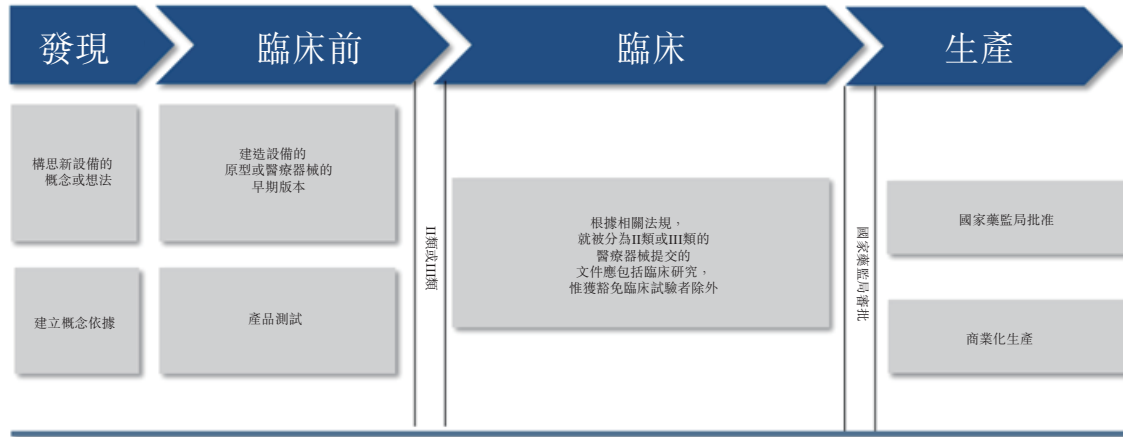 發現
臨床前
臨床
生產
構思新設備的
概念或想法
建立概念依據
建造設備的
原型或醫療器械的
早期版本
產品測試
II類或III類
根據相關法規，
就被分為II類或III類的
醫療器械提交的
文件應包括臨床研究，
惟獲豁免臨床試驗者除外
國家藥監局審批
國家藥監局批准
商業化生產